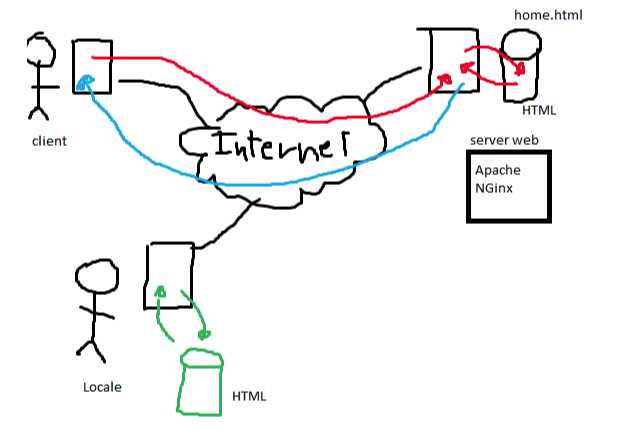 home.html
HTML
client
Internet
server web
Apache
NGinx
Locale
HTML